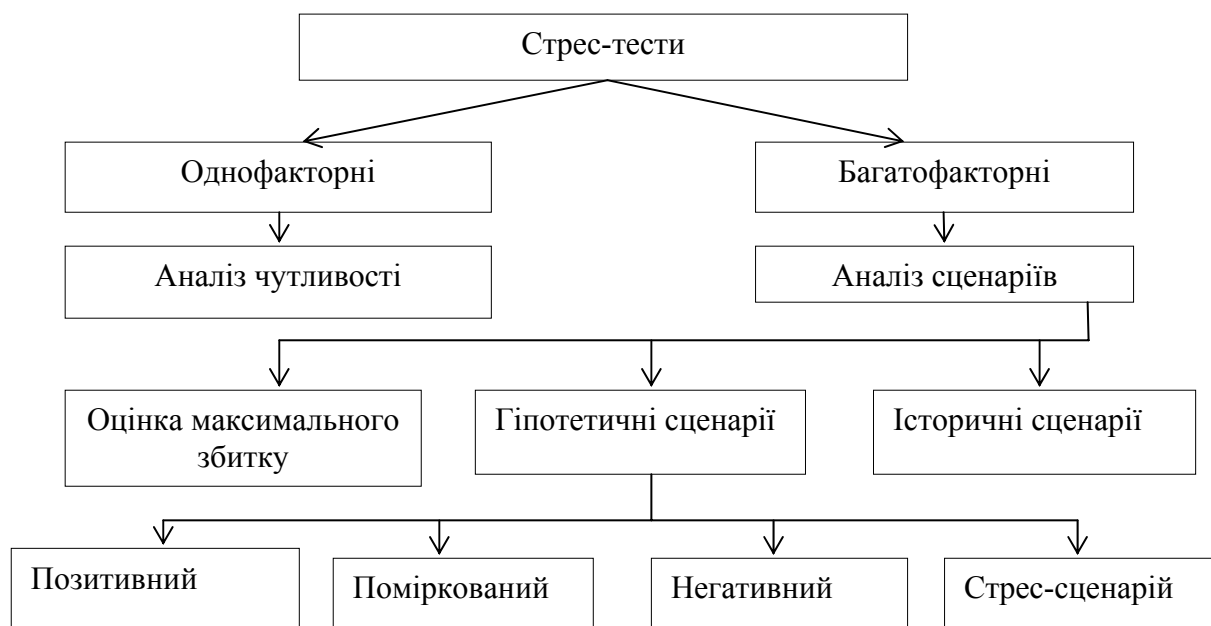 Стрес-тести
Однофакторні
Багатофакторні
Аналіз чутливості
Аналіз сценаріїв
Оцінка максимального
збитку
Гіпотетичні сценарії
Історичні сценарії
Позитивний
Поміркований
Негативний
Стрес-сценарій